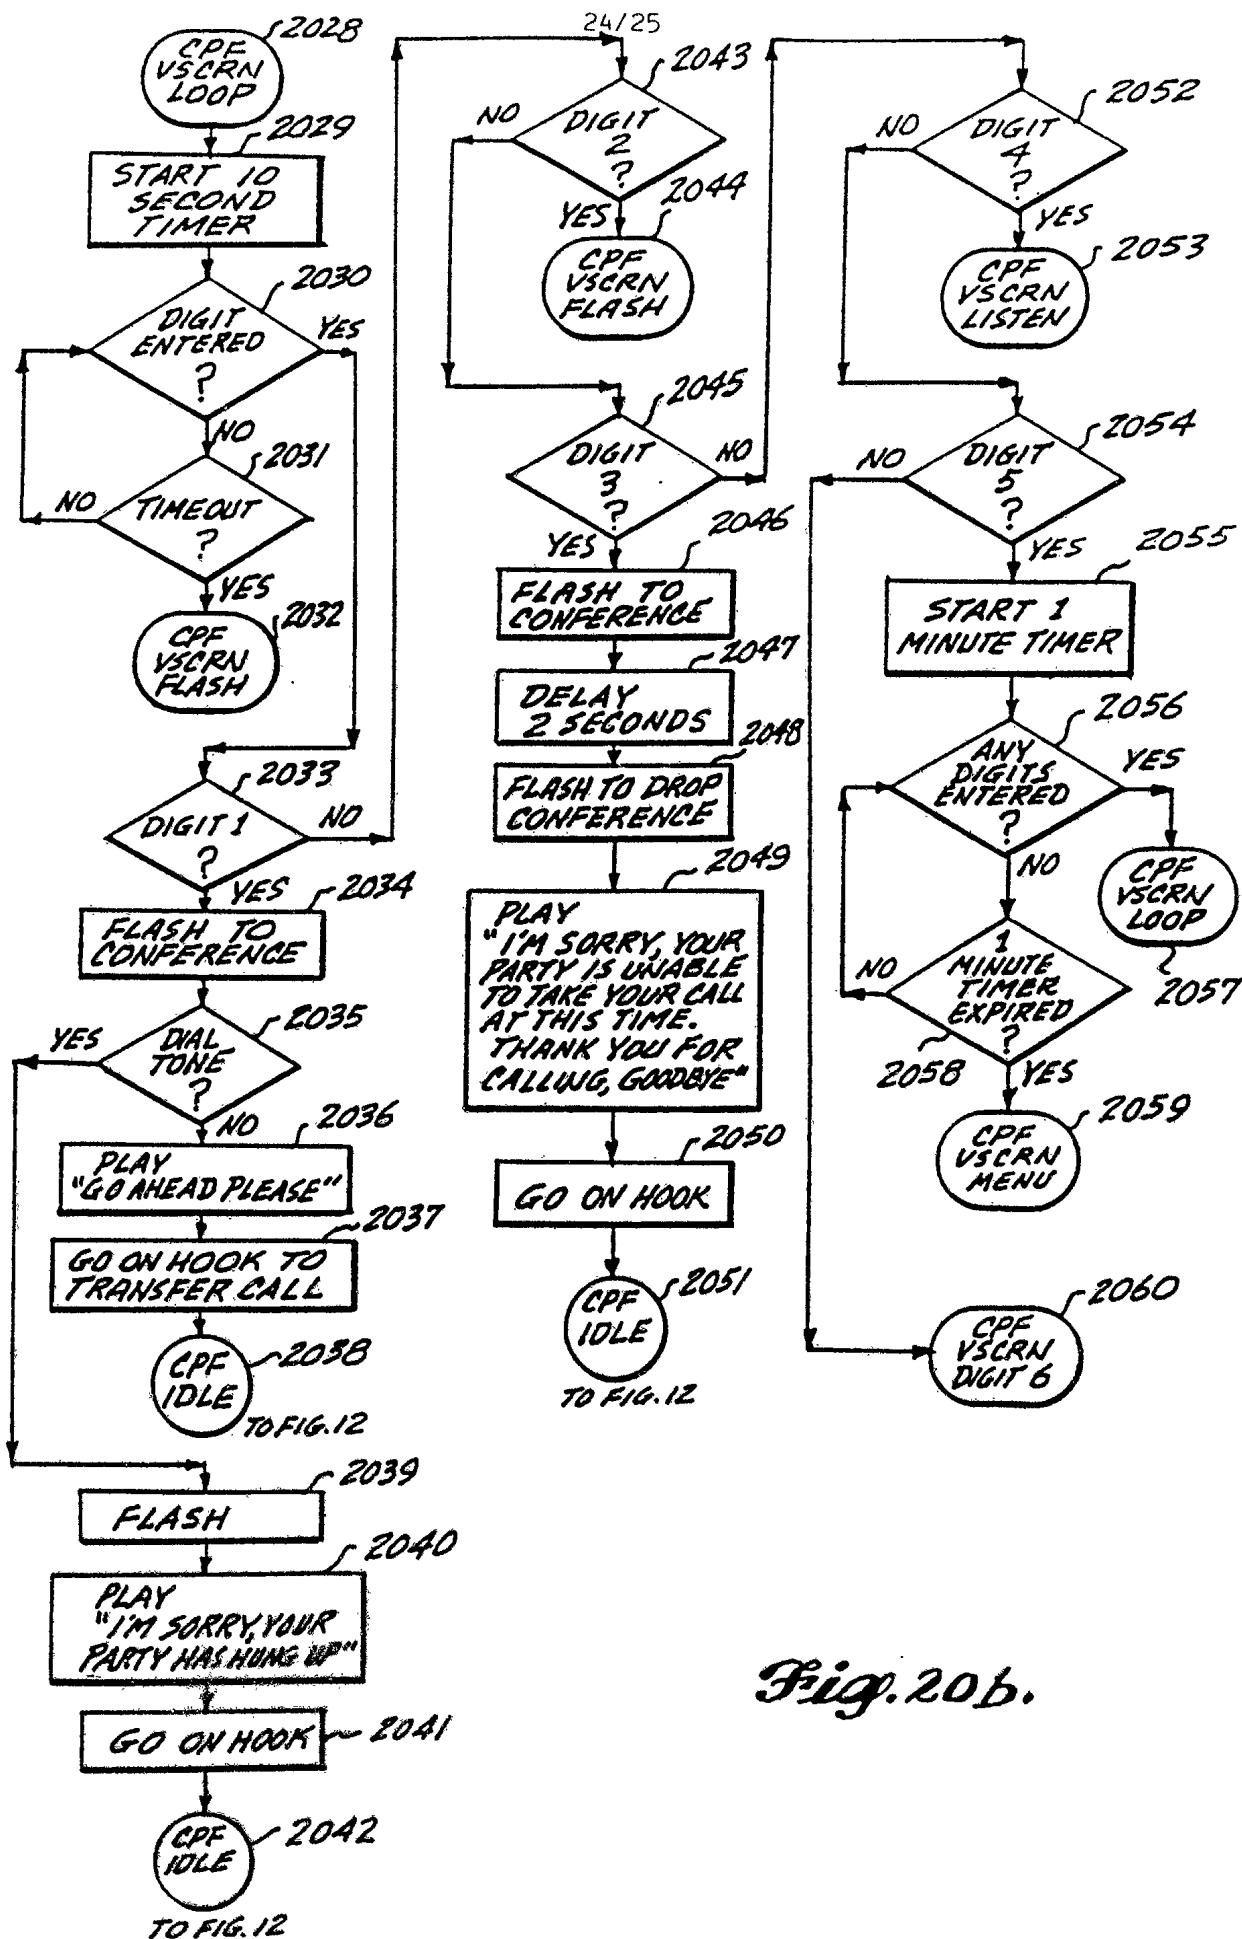 24/25
2028
CPF
VSCRN
LOOP
2029
START 10
SECOND
TIMER
2030
DIGIT
ENTERED
?
YES
NO
2031
TIMEOUT
?
NO
YES
2032
CPF
VSCRN
FLASH
2033
DIGIT 1
?
NO
YES
2034
FLASH TO
CONFERENCE
2035
DIAL
TONE
?
YES
NO
2036
PLAY
"GO AHEAD PLEASE"
2037
GO ON HOOK TO
TRANSFER CALL
2038
CPF
IDLE
TO FIG. 12
2039
FLASH
2040
PLAY
"I'M SORRY, YOUR
PARTY HAS HUNG UP"
2041
GO ON HOOK
2042
CPF
IDLE
TO FIG. 12
2043
DIGIT
2
?
NO
YES
2044
CPF
VSCRN
FLASH
2045
DIGIT
3
?
NO
YES
2046
FLASH TO
CONFERENCE
2047
DELAY
2 SECONDS
2048
FLASH TO DROP
CONFERENCE
2049
PLAY
"I'M SORRY, YOUR
PARTY IS UNABLE
TO TAKE YOUR CALL
AT THIS TIME.
THANK YOU FOR
CALLING, GOODBYE"
2050
GO ON HOOK
2051
CPF
IDLE
TO FIG. 12
2052
DIGIT
4
?
NO
YES
2053
CPF
VSCRN
LISTEN
2054
DIGIT
5
?
NO
YES
2055
START 1
MINUTE TIMER
2056
ANY
DIGITS
ENTERED
?
YES
NO
CPF
VSCRN
LOOP
2057
1
MINUTE
TIMER
EXPIRED
?
NO
2058
YES
2059
CPF
VSCRN
MENU
2060
CPF
VSCRN
DIGIT 6
Fig. 20b.